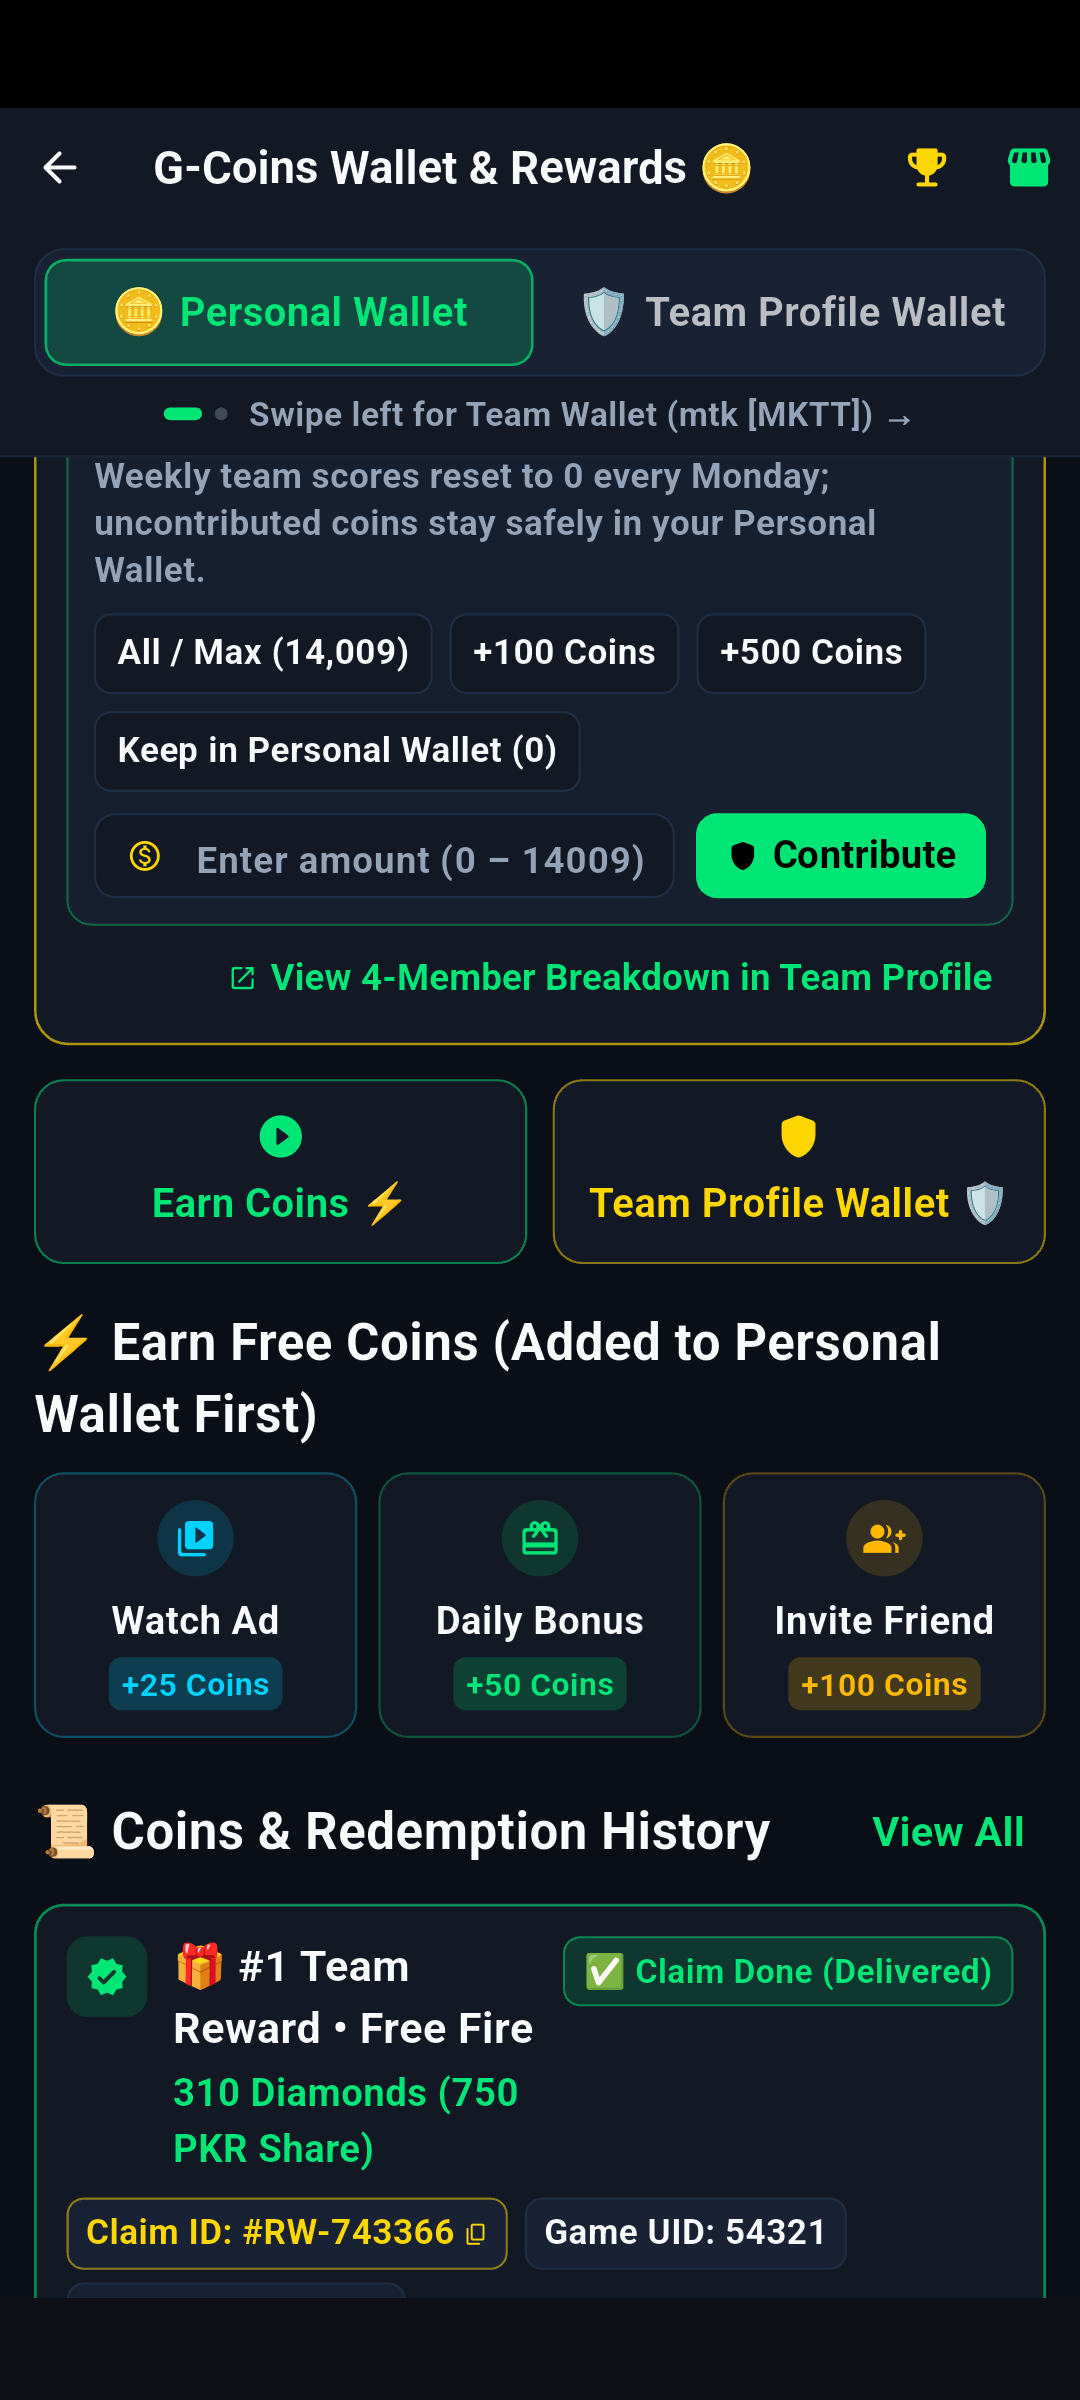 G-Coins Wallet & Rewards 🪙
🪙 Personal Wallet
🛡️ Team Profile Wallet
Swipe left for Team Wallet (mtk [MKTT]) →
Weekly team scores reset to 0 every Monday;
uncontributed coins stay safely in your Personal
Wallet.
All / Max (14,009)
+100 Coins
+500 Coins
Keep in Personal Wallet (0)
Enter amount (0 – 14009)
Contribute
View 4-Member Breakdown in Team Profile
Earn Coins ⚡
Team Profile Wallet 🛡️
⚡ Earn Free Coins (Added to Personal
Wallet First)
Watch Ad
+25 Coins
Daily Bonus
+50 Coins
Invite Friend
+100 Coins
📜 Coins & Redemption History
View All
🎁 #1 Team
Reward • Free Fire
✅ Claim Done (Delivered)
310 Diamonds (750
PKR Share)
Claim ID: #RW-743366
Game UID: 54321